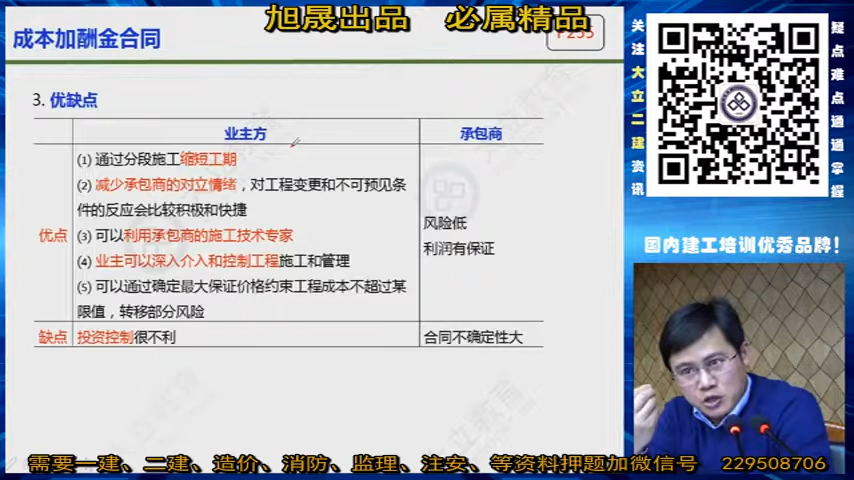 旭晟出品 必属精品
成本加酬金合同
P233
3. 优缺点
业主方 承包商
优点
(1) 通过分段施工缩短工期
(2) 减少承包商的对立情绪，对工程变更和不可预见条
件的反应会比较积极和快捷
(3) 可以利用承包商的施工技术专家
(4) 业主可以深入介入和控制工程施工和管理
(5) 可以通过确定最大保证价格约束工程成本不超过某
限值，转移部分风险
风险低
利润有保证
缺点 投资控制很不利 合同不确定性大
关注大立二建资讯
疑点难点通通掌握
国内建工培训优秀品牌！
需要一建、二建、造价、消防、监理、注安、等资料押题加微信号 229508706